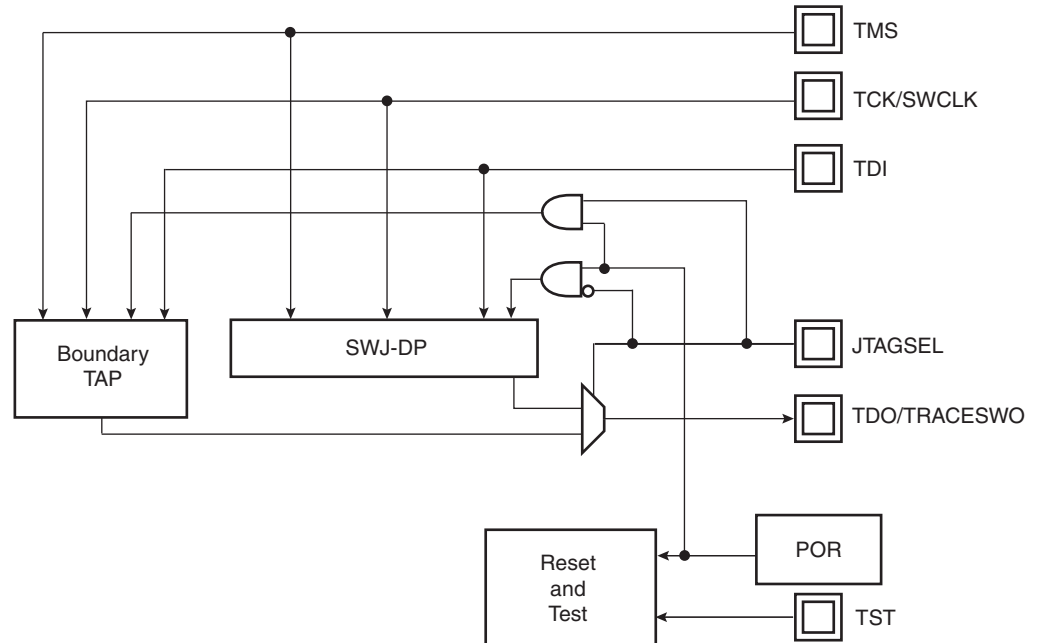 TMS
TCK/SWCLK
TDI
Boundary
TAP
SWJ-DP
JTAGSEL
TDO/TRACESWO
Reset
and
Test
POR
TST